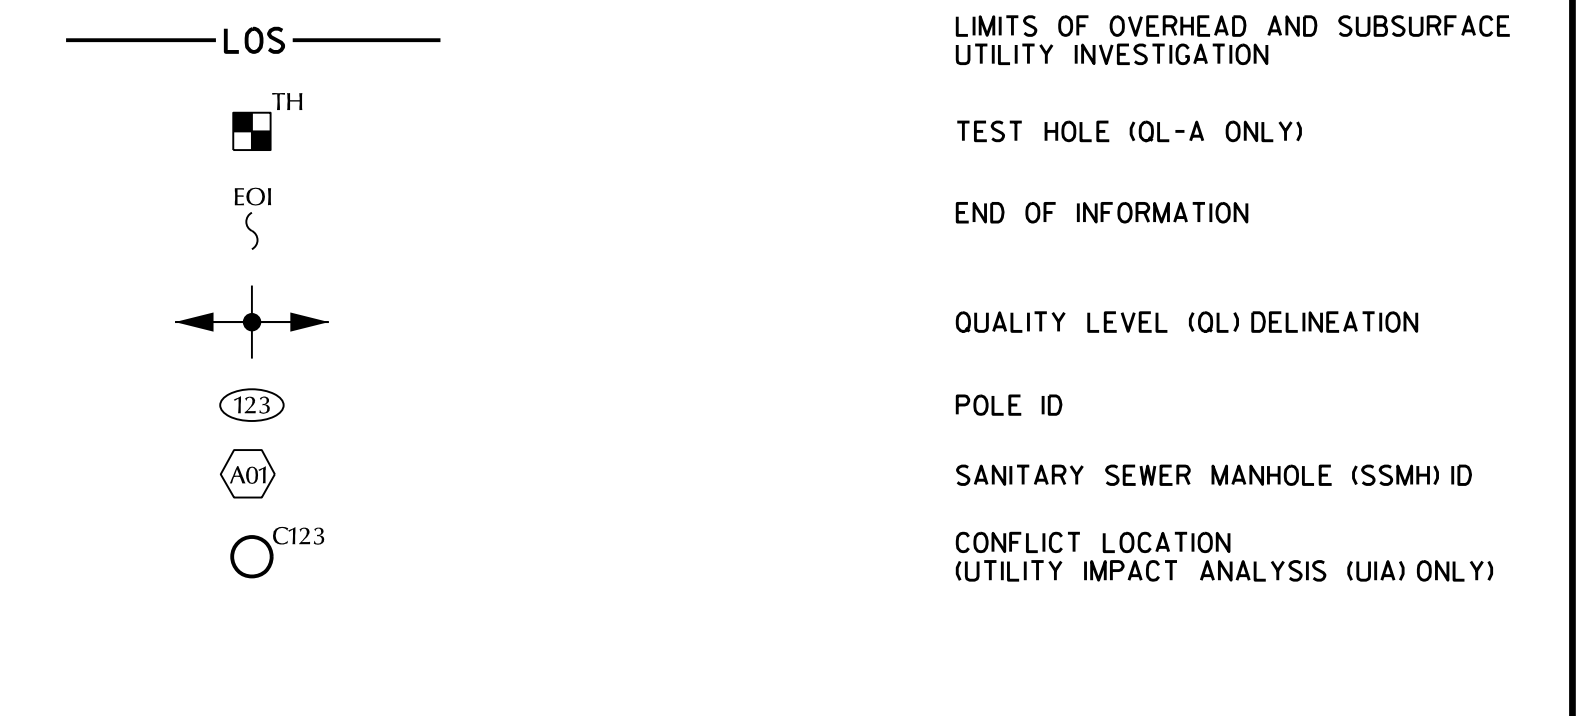 LOS
LIMITS OF OVERHEAD AND SUBSURFACE
UTILITY INVESTIGATION
TH
TEST HOLE (QL-A ONLY)
EOI
END OF INFORMATION
QUALITY LEVEL (QL) DELINEATION
123
POLE ID
A01
SANITARY SEWER MANHOLE (SSMH) ID
C123
CONFLICT LOCATION
(UTILITY IMPACT ANALYSIS (UIA) ONLY)